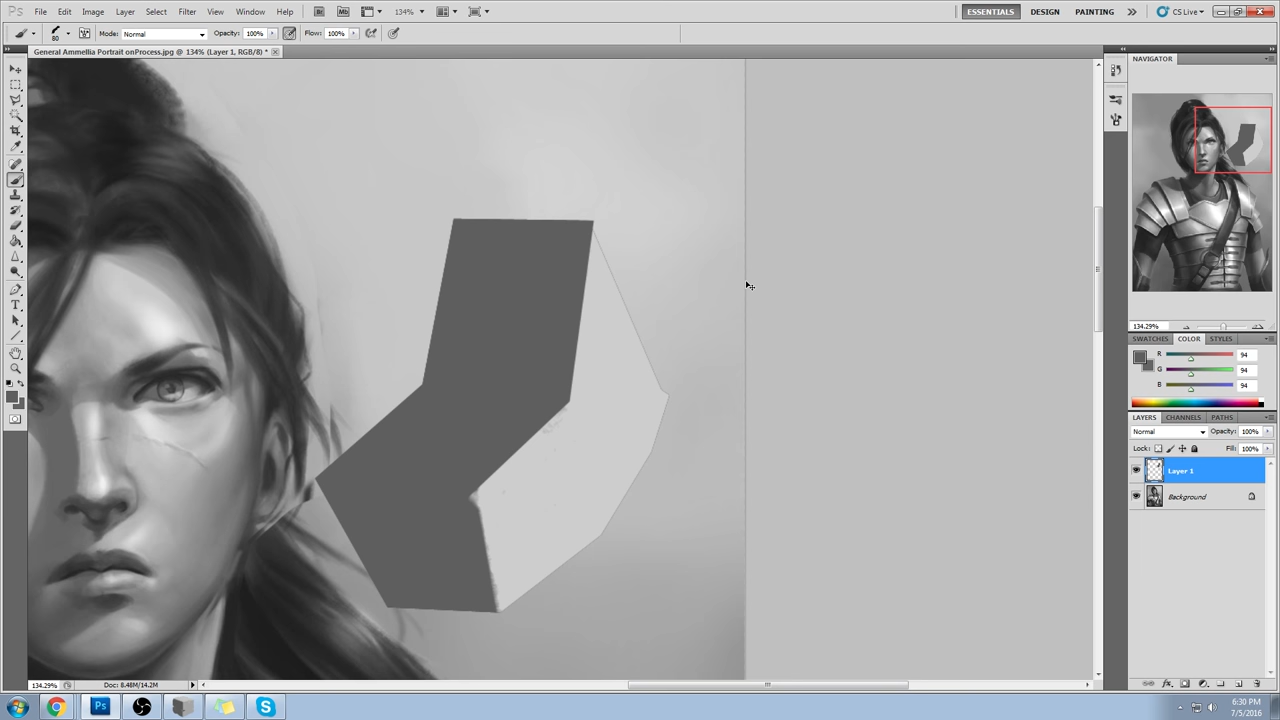 Ps File Edit Image Layer Select Filter View Window Help 134% ESSENTIALS DESIGN PAINTING CS Live
80 Mode: Normal Opacity: 100% Flow: 100%
General Ammellia Portrait onProcess.jpg @ 134% (Layer 1, RGB/8) *
NAVIGATOR
134.29%
SWATCHES COLOR STYLES
R 94
G 94
B 94
LAYERS CHANNELS PATHS
Normal Opacity: 100%
Lock: Fill: 100%
Layer 1
Background
134.29% Doc: 8.48M/14.2M
Ps
6:30 PM
7/5/2016